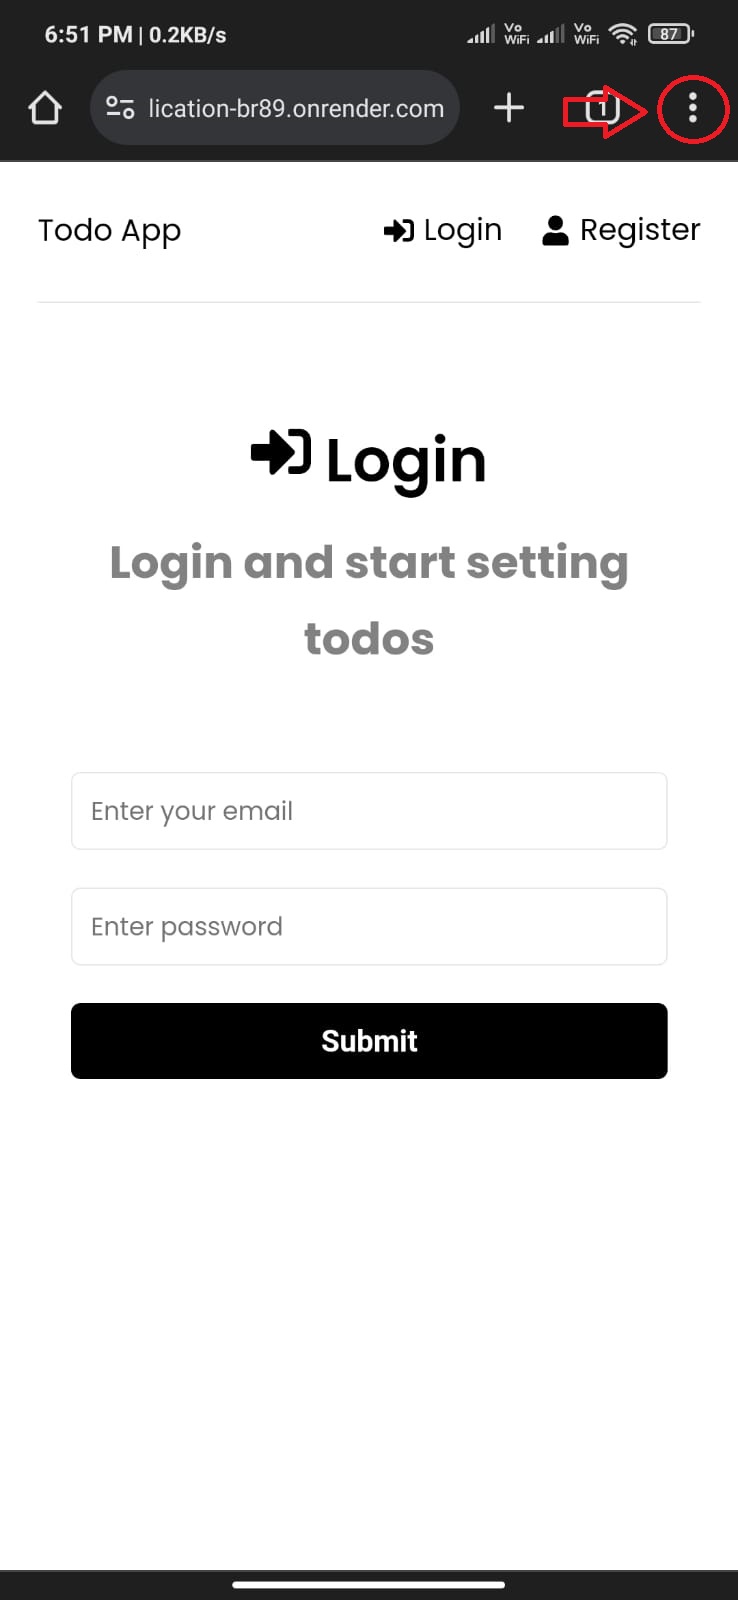 6:51 PM | 0.2KB/s Vo WiFi Vo WiFi 87
lication-br89.onrender.com 1
Todo App Login Register
Login
Login and start setting
todos
Enter your email
Enter password
Submit